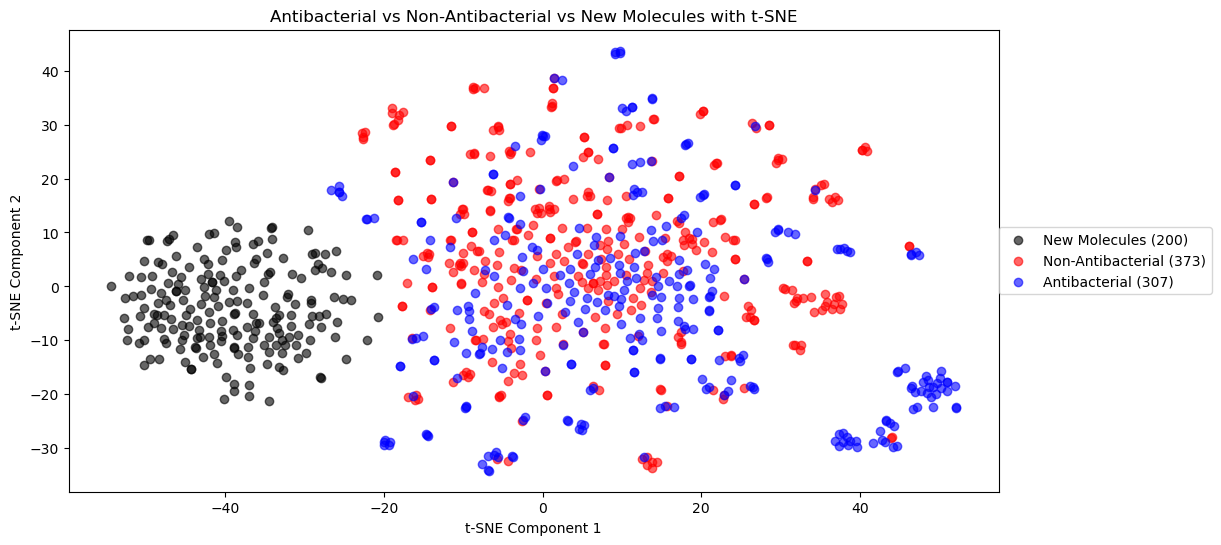 Antibacterial vs Non-Antibacterial vs New Molecules with t-SNE
t-SNE Component 2
40
30
20
10
0
−10
−20
−30
−40
−20
0
20
40
t-SNE Component 1
New Molecules (200)
Non-Antibacterial (373)
Antibacterial (307)